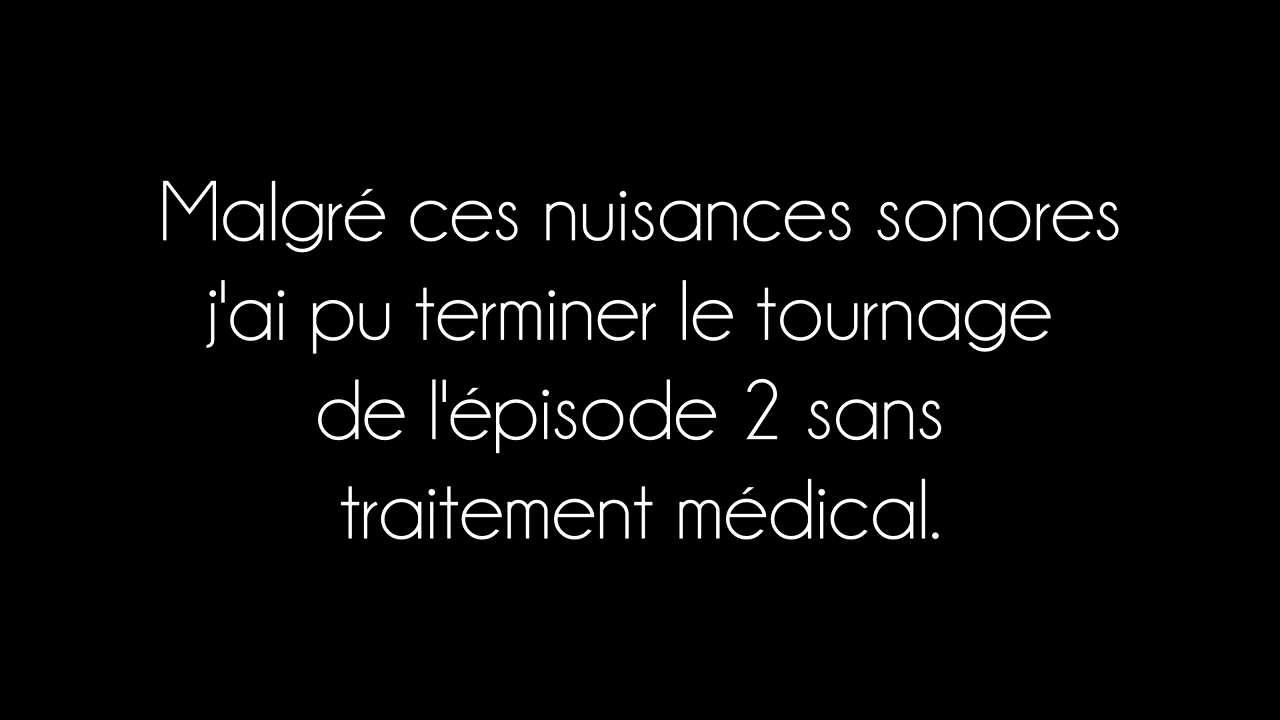 Malgré ces nuisances sonores
j'ai pu terminer le tournage
de l'épisode 2 sans
traitement médical.